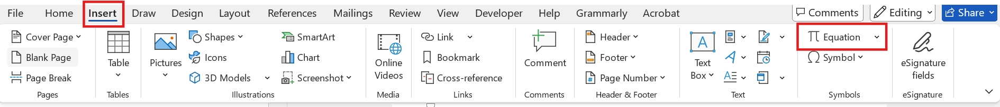 File Home Insert Draw Design Layout References Mailings Review View Developer Help Grammarly Acrobat Comments Editing Share
Cover Page
Blank Page
Page Break
Pages
Table
Tables
Pictures
Shapes
Icons
3D Models
SmartArt
Chart
Screenshot
Illustrations
Online
Videos
Media
Link
Bookmark
Cross-reference
Links
Comment
Comments
Header
Footer
Page Number
Header & Footer
Text
Box
Text
Equation
Symbol
Symbols
eSignature
fields
eSignature